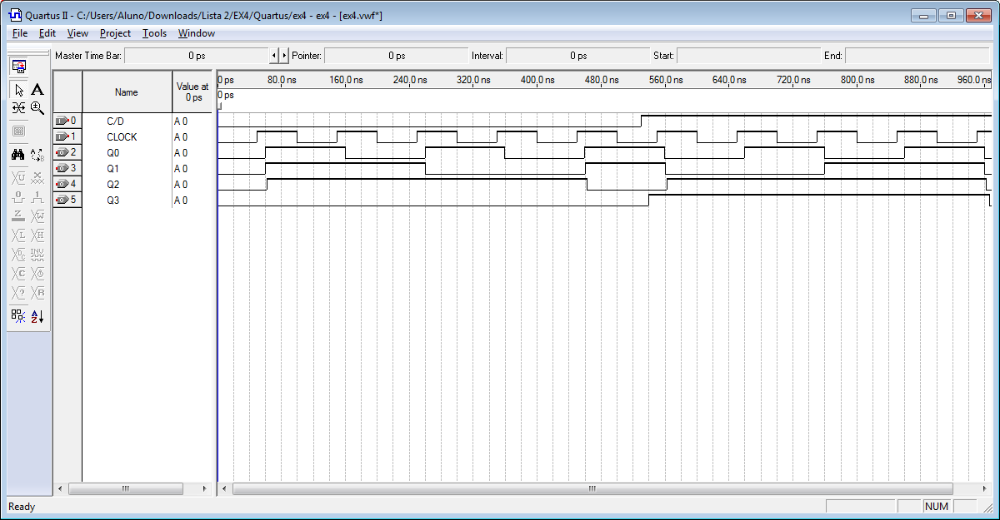 Quartus II - C:/Users/Aluno/Downloads/Lista 2/EX4/Quartus/ex4 - ex4 - [ex4.vwf*]
File Edit View Project Tools Window
Master Time Bar: 0 ps Pointer: 0 ps Interval: 0 ps Start: End:
Name Value at 0 ps
0 ps 80.0 ns 160.0 ns 240.0 ns 320.0 ns 400.0 ns 480.0 ns 560.0 ns 640.0 ns 720.0 ns 800.0 ns 880.0 ns 960.0 ns
0 ps
0 C/D A 0
1 CLOCK A 0
2 Q0 A 0
3 Q1 A 0
4 Q2 A 0
5 Q3 A 0
Ready NUM